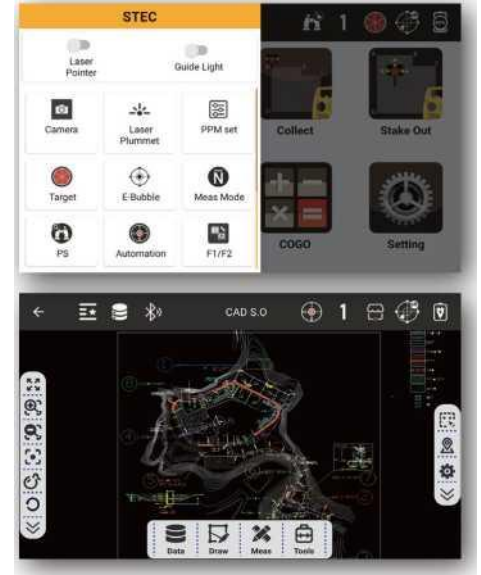 STEC
1
Laser Pointer
Guide Light
Camera
Laser Plummet
PPM set
Collect
Stake Out
Target
E-Bubble
N
Meas Mode
PS
Automation
F1/F2
COGO
Setting
CAD S.O
1
Data
Draw
Meas
Tools